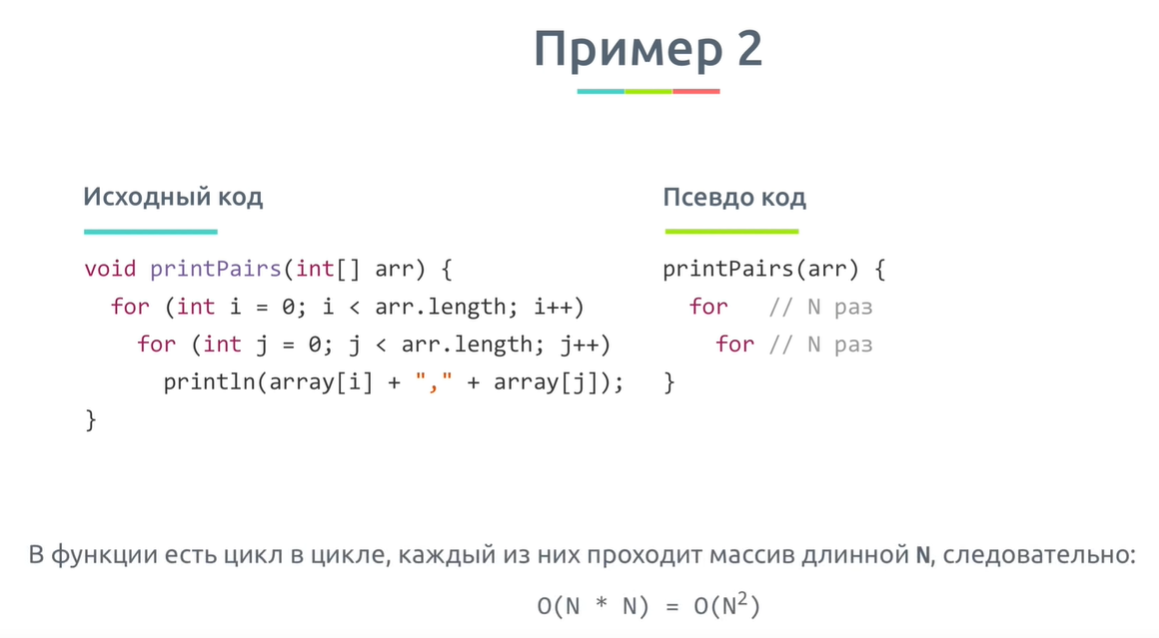 Пример 2
Исходный код
void printPairs(int[] arr) {
for (int i = 0; i < arr.length; i++)
for (int j = 0; j < arr.length; j++)
println(array[i] + "," + array[j]);
}
Псевдо код
printPairs(arr) {
for // N раз
for // N раз
}
В функции есть цикл в цикле, каждый из них проходит массив длинной N, следовательно:
O(N * N) = O(N²)